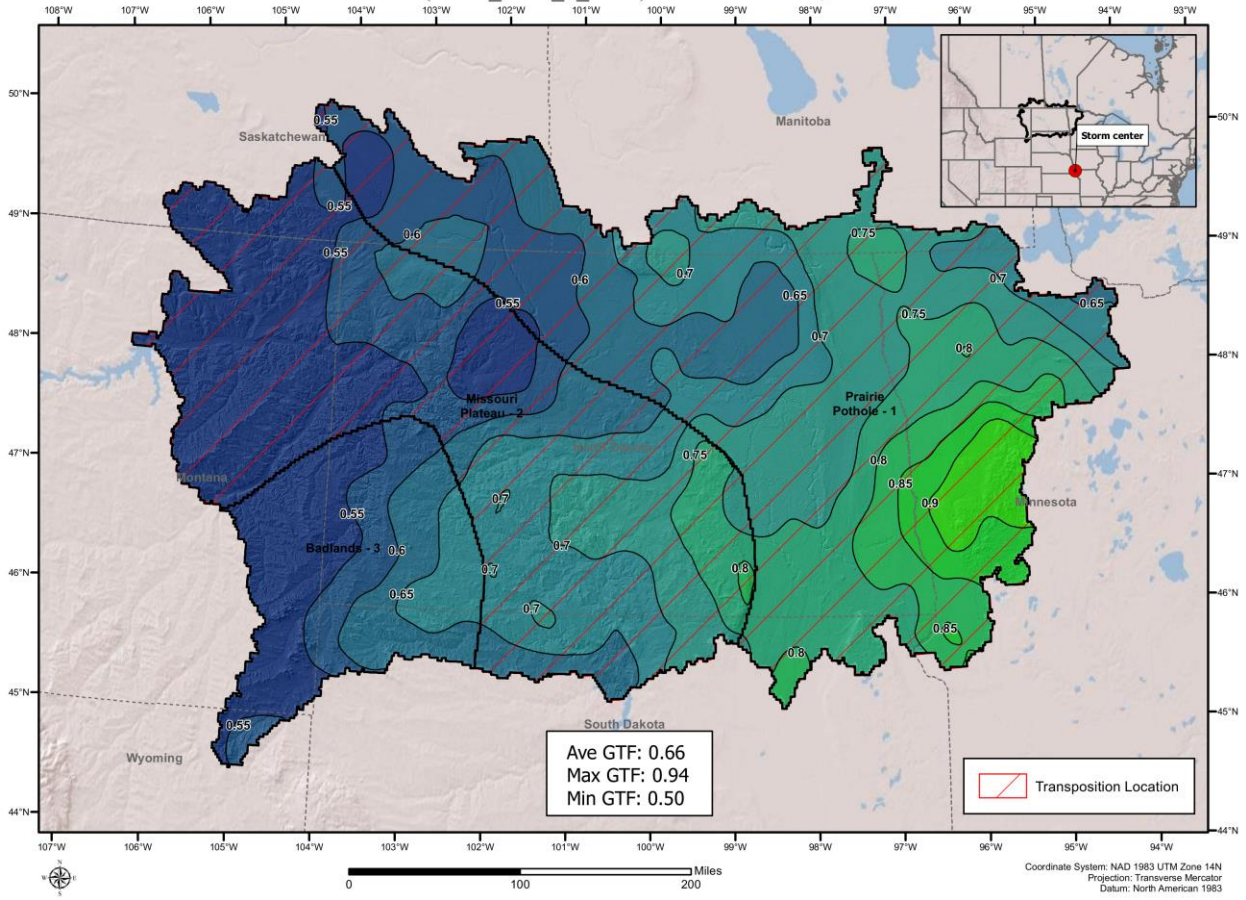 108°W 107°W 106°W 105°W 104°W 103°W 102°W 101°W 100°W 99°W 98°W 97°W 96°W 95°W 94°W 93°W
50°N
49°N
48°N
47°N
46°N
45°N
44°N
50°N
49°N
48°N
47°N
46°N
45°N
44°N
Saskatchewan
Manitoba
Storm center
0.55
0.55
0.6
0.55
0.75
0.7
0.7
0.6
0.55
0.65
0.65
0.75
0.7
0.8
Missouri
Plateau - 2
Prairie
Pothole - 1
0.75
0.8
Montana
0.85
0.7
0.9
Minnesota
0.55
Badlands - 3
0.6
0.7
0.7
0.8
0.65
0.7
0.85
0.8
0.55
South Dakota
Wyoming
Ave GTF: 0.66
Max GTF: 0.94
Min GTF: 0.50
Transposition Location
107°W 106°W 105°W 104°W 103°W 102°W 101°W 100°W 99°W 98°W 97°W 96°W 95°W 94°W
N
W E
S
0 100 200 Miles
Coordinate System: NAD 1983 UTM Zone 14N
Projection: Transverse Mercator
Datum: North American 1983